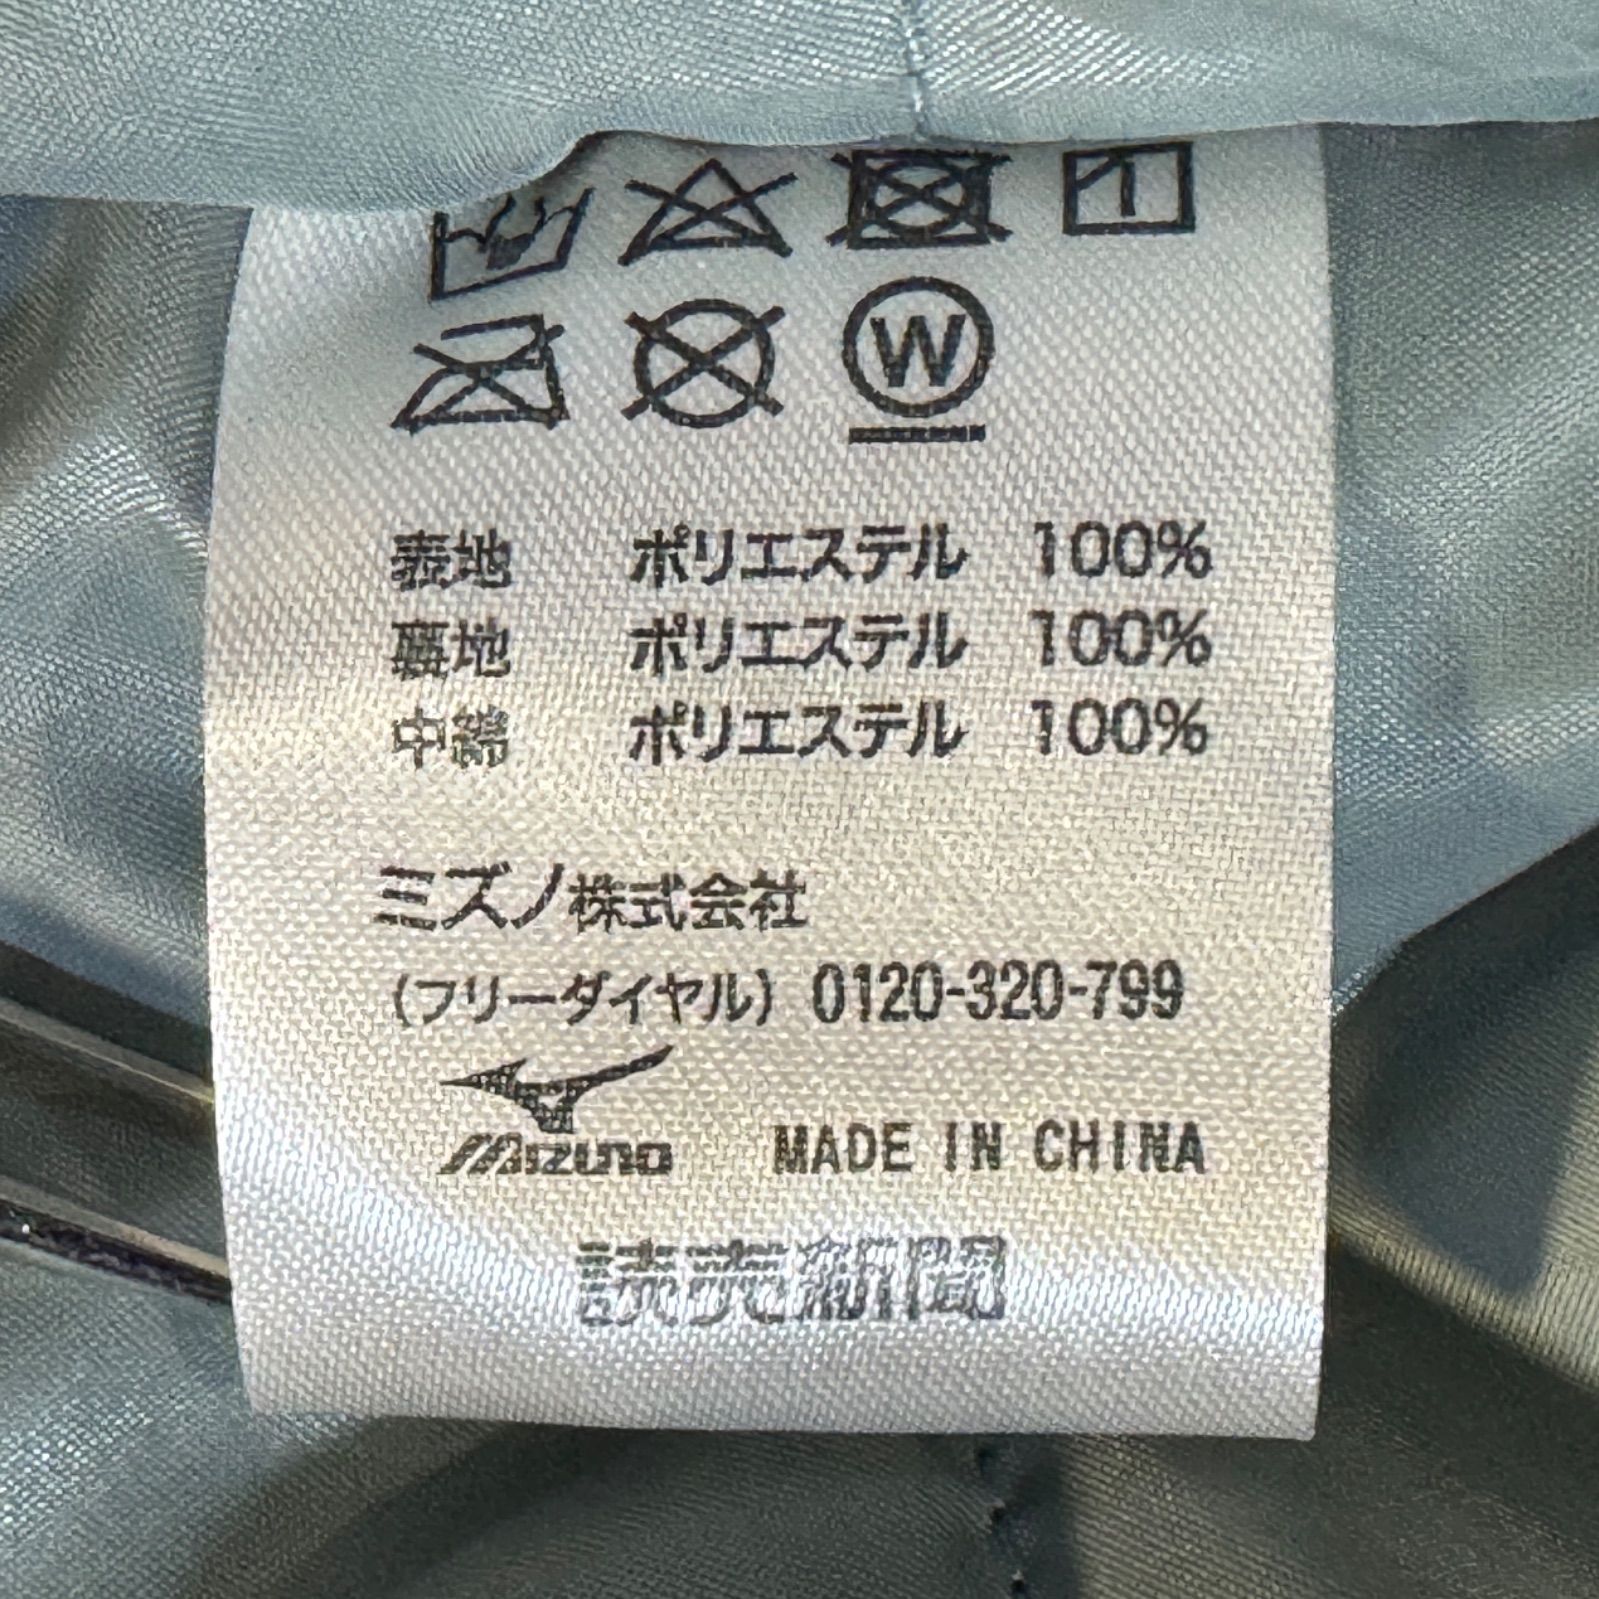 W
表地 ポリエステル 100%
裏地 ポリエステル 100%
中綿 ポリエステル 100%
ミズノ株式会社
(フリーダイヤル) 0120-320-799
MIZUNO MADE IN CHINA
読売新聞